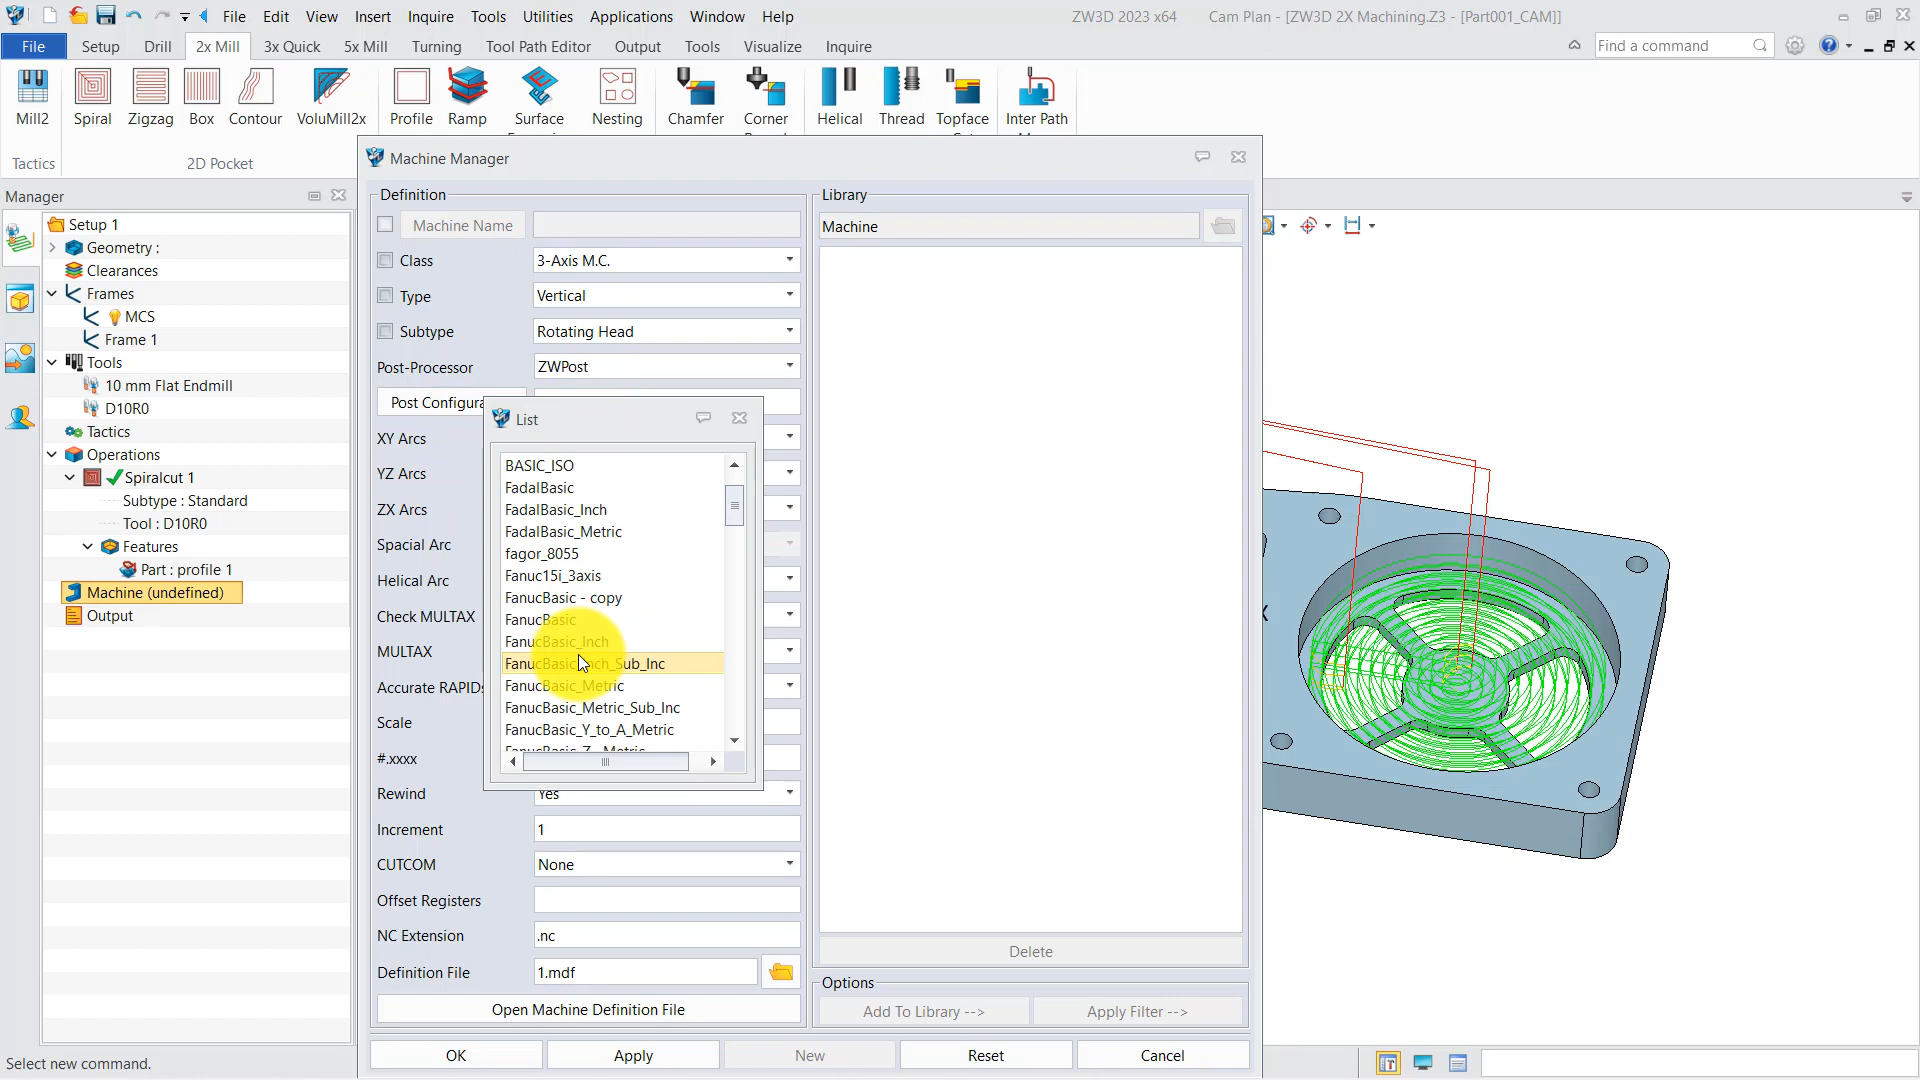 File Edit View Insert Inquire Tools Utilities Applications Window Help
ZW3D 2023 x64 Cam Plan - [ZW3D 2X Machining.Z3 - [Part001_CAM]]
File Setup Drill 2x Mill 3x Quick 5x Mill Turning Tool Path Editor Output Tools Visualize Inquire
Find a command
Mill2 Spiral Zigzag Box Contour VoluMill2x Profile Ramp Surface Nesting Chamfer Corner Helical Thread Topface Inter Path
Tactics 2D Pocket
Manager
Setup 1
Geometry :
Clearances
Frames
MCS
Frame 1
Tools
10 mm Flat Endmill
D10R0
Tactics
Operations
Spiralcut 1
Subtype : Standard
Tool : D10R0
Features
Part : profile 1
Machine (undefined)
Output
Machine Manager
Definition
Machine Name
Class 3-Axis M.C.
Type Vertical
Subtype Rotating Head
Post-Processor ZWPost
Post Configura
XY Arcs
YZ Arcs
ZX Arcs
Spacial Arc
Helical Arc
Check MULTAX
MULTAX
Accurate RAPIDs
Scale
#.xxxx
Rewind Yes
Increment 1
CUTCOM None
Offset Registers
NC Extension .nc
Definition File 1.mdf
Open Machine Definition File
List
BASIC_ISO
FadalBasic
FadalBasic_Inch
FadalBasic_Metric
fagor_8055
Fanuc15i_3axis
FanucBasic - copy
FanucBasic
FanucBasic_Inch
FanucBasic_Inch_Sub_Inc
FanucBasic_Metric
FanucBasic_Metric_Sub_Inc
FanucBasic_Y_to_A_Metric
Library
Machine
Delete
Options
Add To Library --> Apply Filter -->
OK Apply New Reset Cancel
X
Select new command.